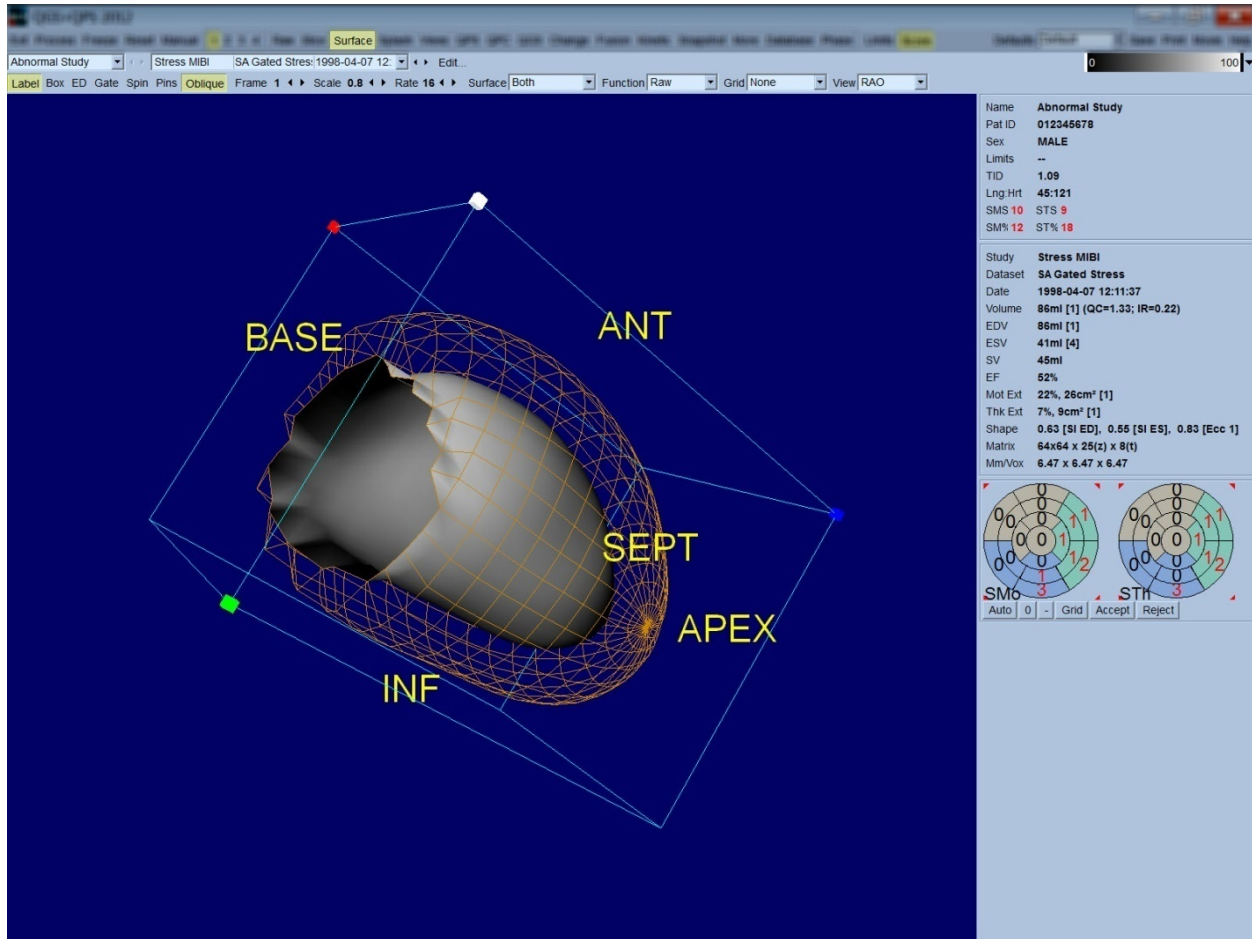 QGS+QPS 2012
Surface
Abnormal Study Stress MIBI SA Gated Stres: 1998-04-07 12: Edit...
0 100
Label Box ED Gate Spin Pins Oblique Frame 1 Scale 0.8 Rate 16 Surface Both Function Raw Grid None View RAO
Name Abnormal Study
Pat ID 012345678
Sex MALE
Limits --
TID 1.09
Lng:Hrt 45:121
SMS 10 STS 9
SM% 12 ST% 18
Study Stress MIBI
Dataset SA Gated Stress
Date 1998-04-07 12:11:37
Volume 86ml [1] (QC=1.33; IR=0.22)
EDV 86ml [1]
ESV 41ml [4]
SV 45ml
EF 52%
Mot Ext 22%, 26cm² [1]
Thk Ext 7%, 9cm² [1]
Shape 0.63 [SI ED], 0.55 [SI ES], 0.83 [Ecc 1]
Matrix 64x64 x 25(z) x 8(t)
Mm/Vox 6.47 x 6.47 x 6.47
SMo STh
Auto 0 - Grid Accept Reject
BASE
ANT
SEPT
APEX
INF